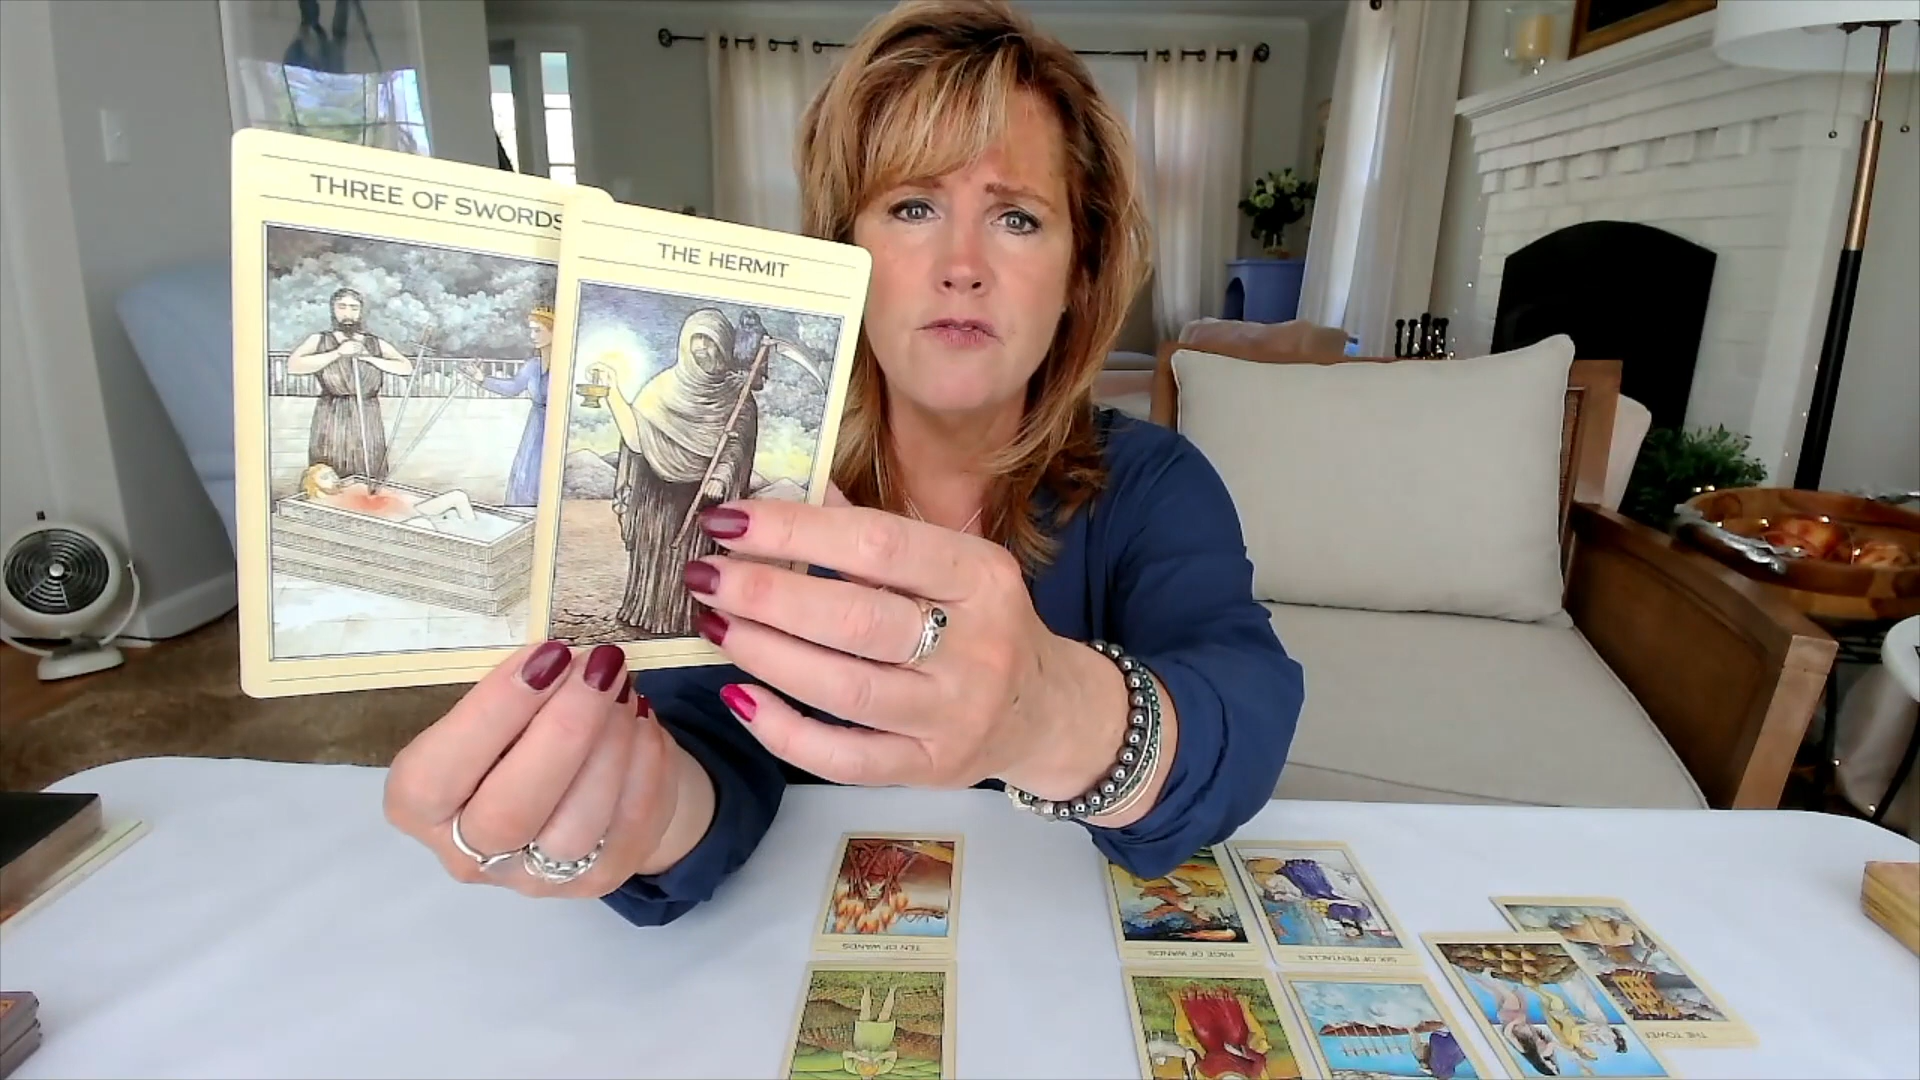 THREE OF SWORDS
THE HERMIT
TEN OF WANDS
PAGE OF WANDS
SIX OF PENTACLES
THE TOWER